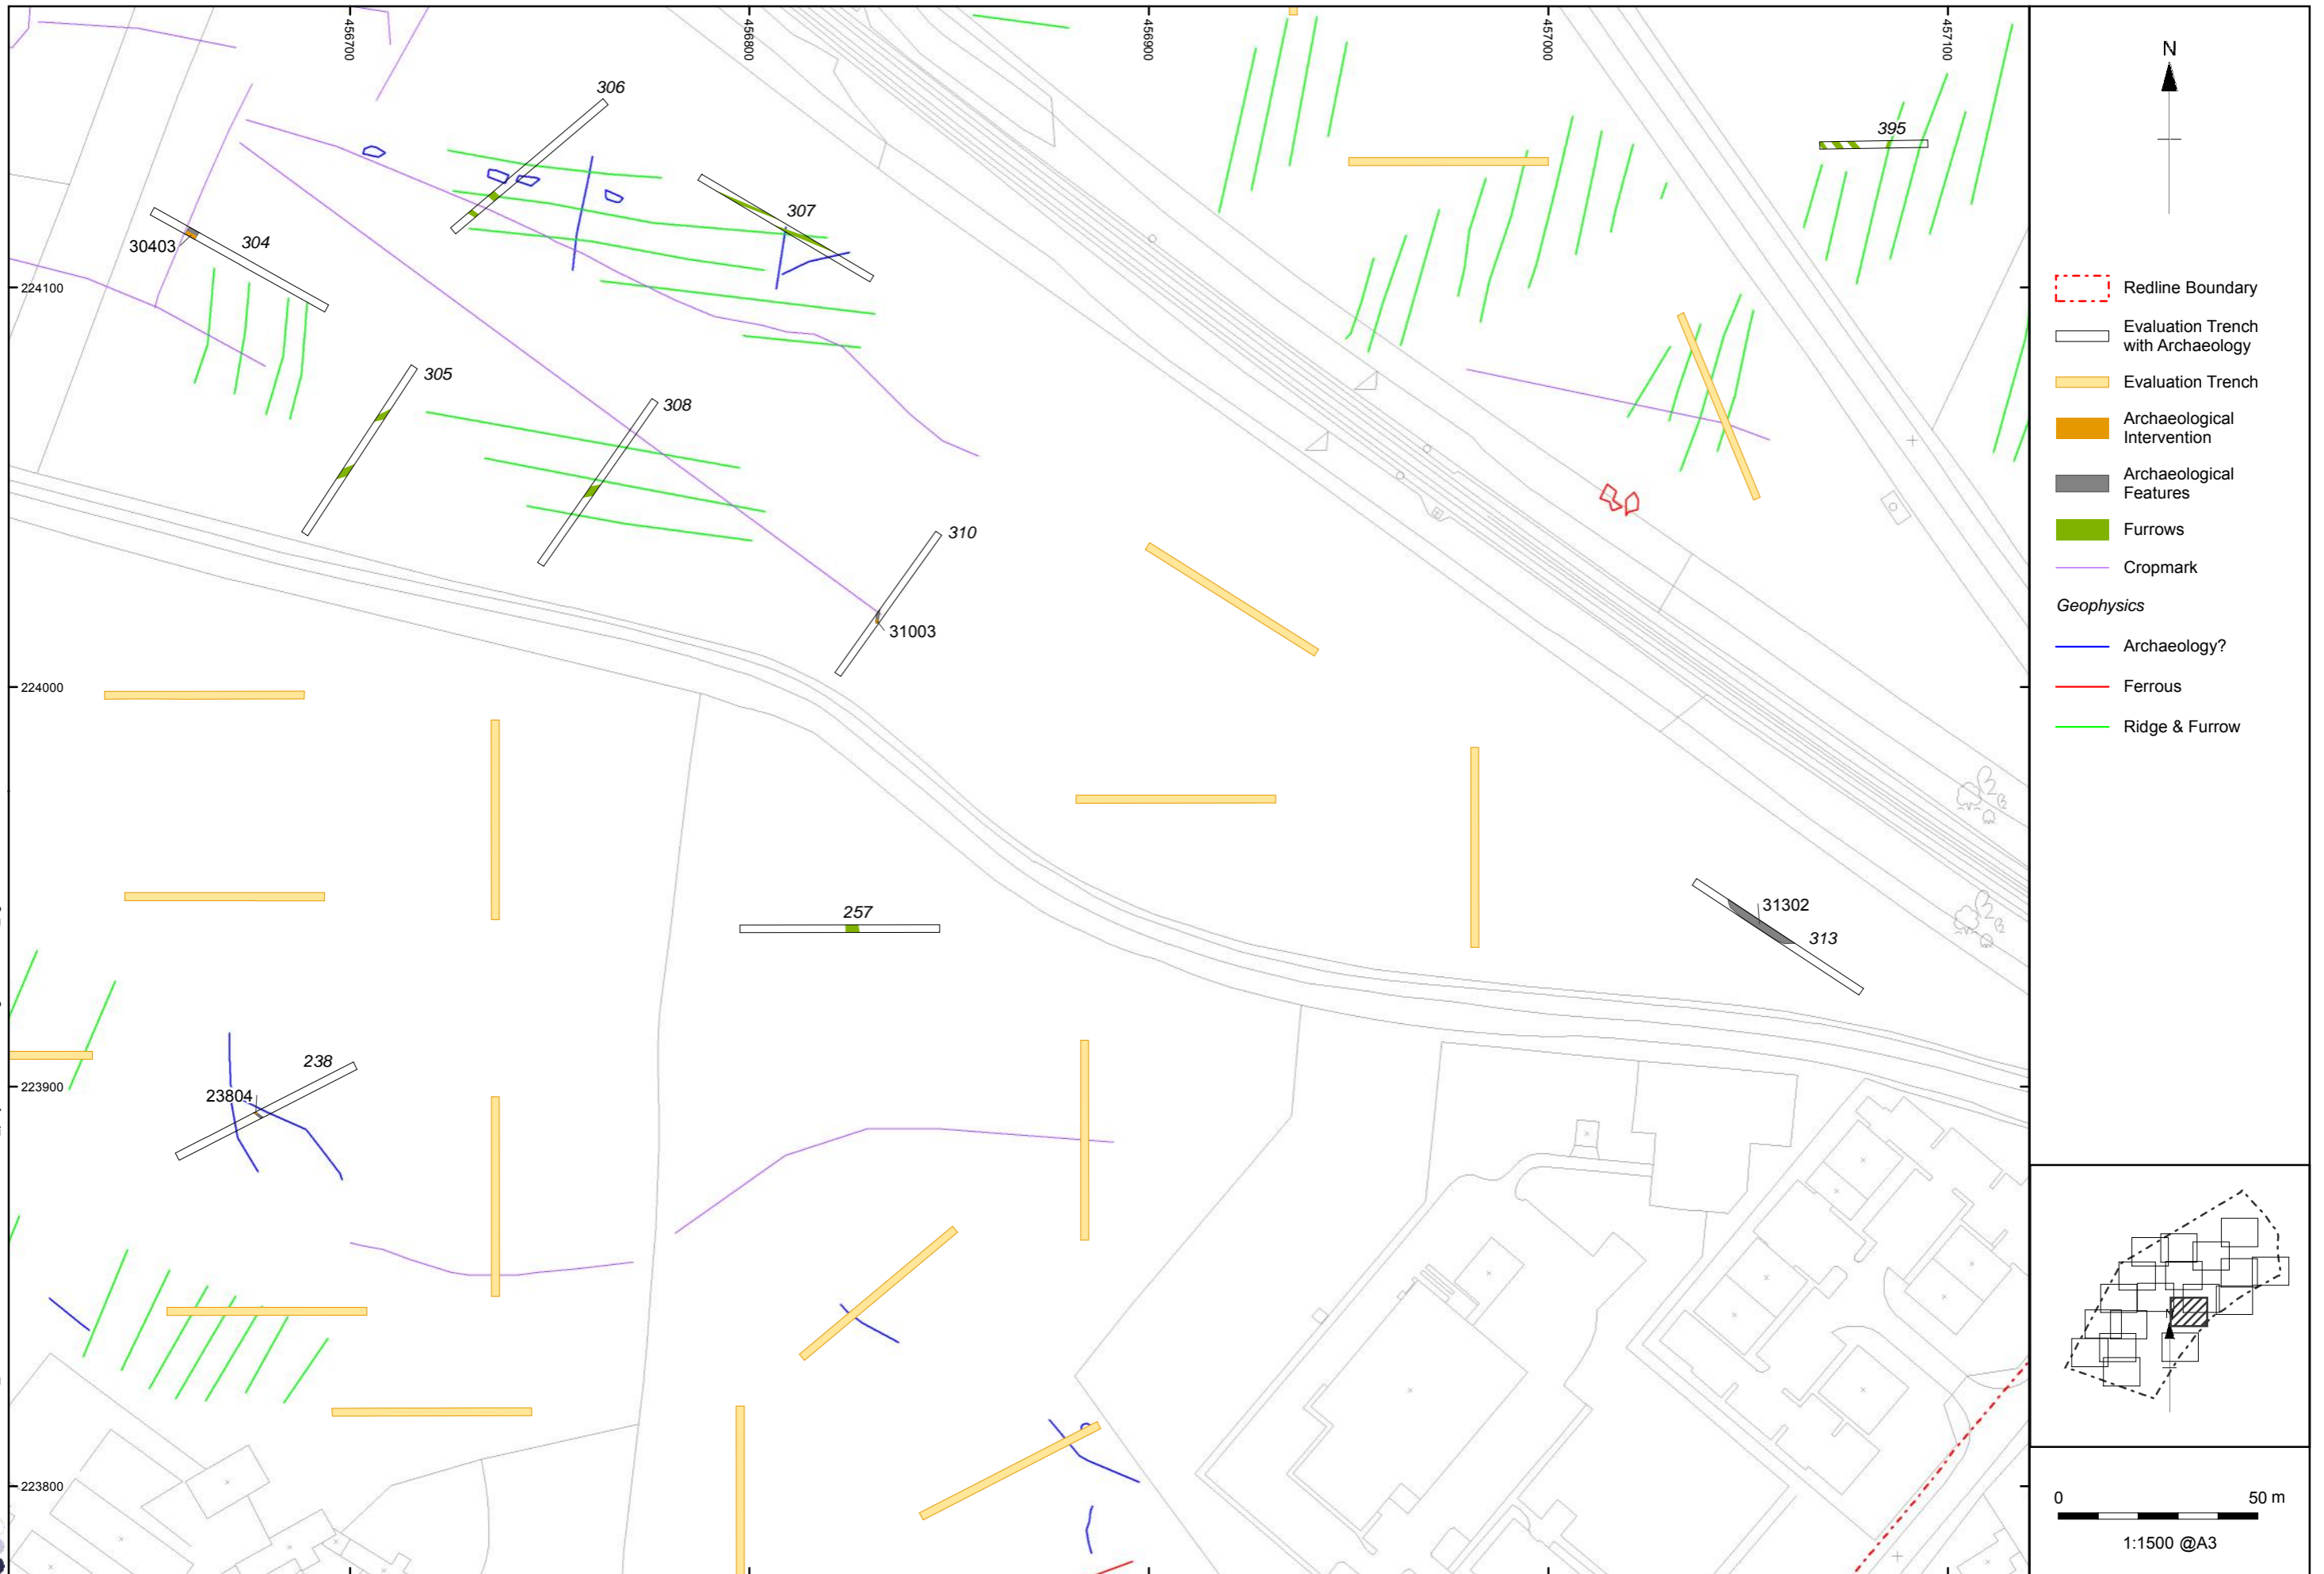 456700
456800
456900
457000
457100
306
395
307
304
30403
224100
305
308
310
31003
224000
257
31302
313
238
23804
223900
223800
N
Redline Boundary
Evaluation Trench
with Archaeology
Evaluation Trench
Archaeological
Intervention
Archaeological
Features
Furrows
Cropmark
Geophysics
Archaeology?
Ferrous
Ridge & Furrow
0 50 m
1:1500 @A3